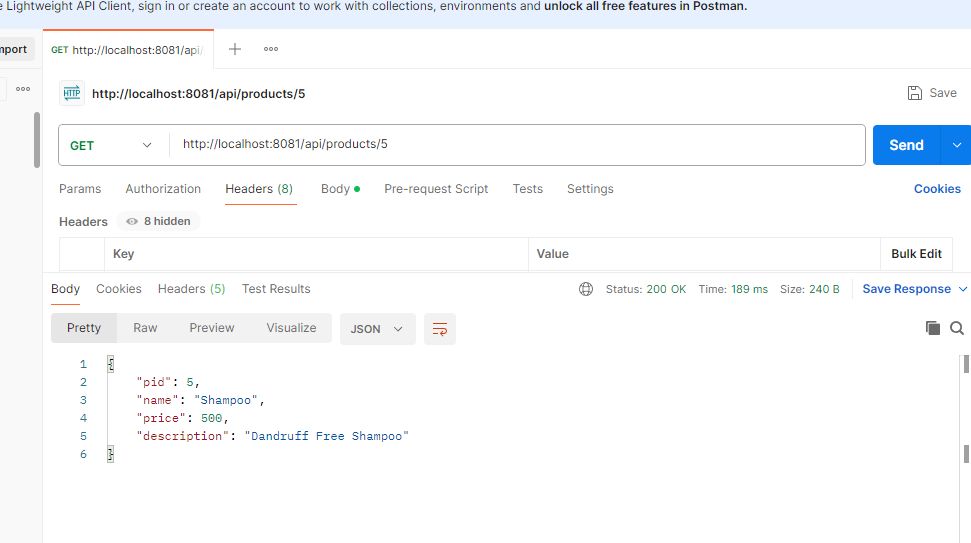 Lightweight API Client, sign in or create an account to work with collections, environments and unlock all free features in Postman.
GET http://localhost:8081/api/
HTTP http://localhost:8081/api/products/5 Save
GET http://localhost:8081/api/products/5 Send
Params Authorization Headers (8) Body Pre-request Script Tests Settings Cookies
Headers 8 hidden
Key Value Bulk Edit
Body Cookies Headers (5) Test Results Status: 200 OK Time: 189 ms Size: 240 B Save Response
Pretty Raw Preview Visualize JSON
1 {
2 "pid": 5,
3 "name": "Shampoo",
4 "price": 500,
5 "description": "Dandruff Free Shampoo"
6 }